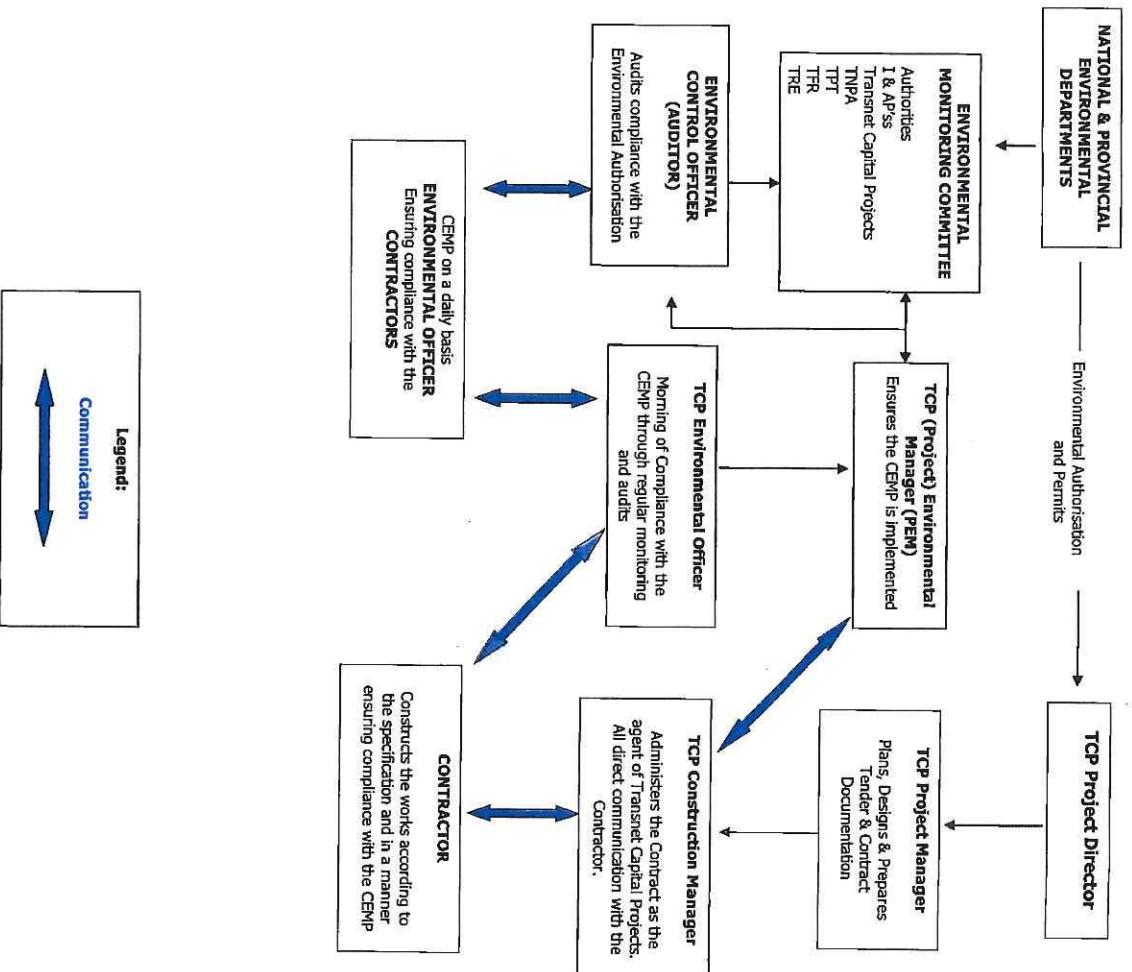 NATIONAL & PROVINCIAL
ENVIRONMENTAL
DEPARTMENTS
Environmental Authorisation
and Permits
TCP Project Director
ENVIRONMENTAL
MONITORING COMMITTEE
Authorities
I & AP'ss
Transnet Capital Projects
TNPA
TPT
TFR
TRE
TCP (Project) Environmental
Manager (PEM)
Ensures the CEMP is implemented
TCP Project Manager
Plans, Designs & Prepares
Tender & Contract
Documentation
ENVIRONMENTAL
CONTROL OFFICER
(AUDITOR)
Audits compliance with the
Environmental Authorisation
TCP Environmental Officer
Morning of Compliance with the
CEMP through regular monitoring
and audits
TCP Construction Manager
Administers the Contract as the
agent of Transnet Capital Projects.
All direct communication with the
Contractor.
CEMP on a daily basis
ENVIRONMENTAL OFFICER
Ensuring compliance with the
CONTRACTORS
CONTRACTOR
Constructs the works according to
the specification and in a manner
ensuring compliance with the CEMP
Legend:
Communication